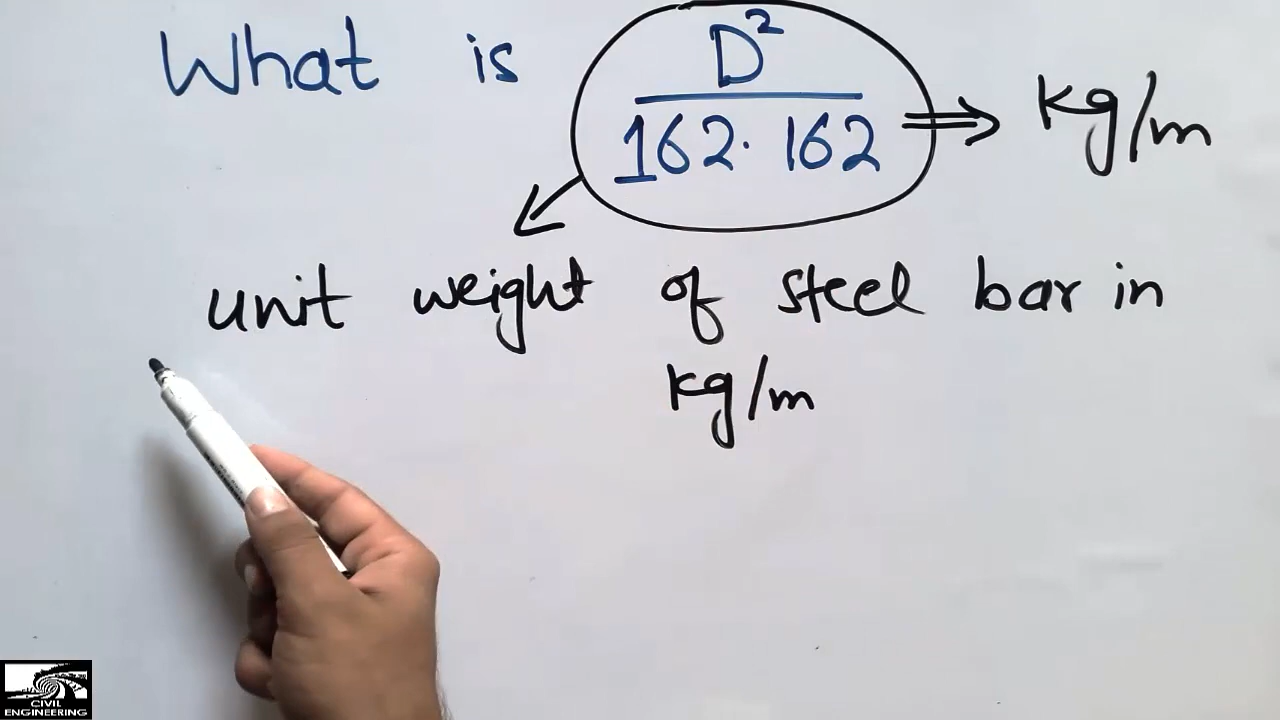 What is D²/162.162 ⇒ kg/m
unit weight of steel bar in
kg/m
CIVIL
ENGINEERING